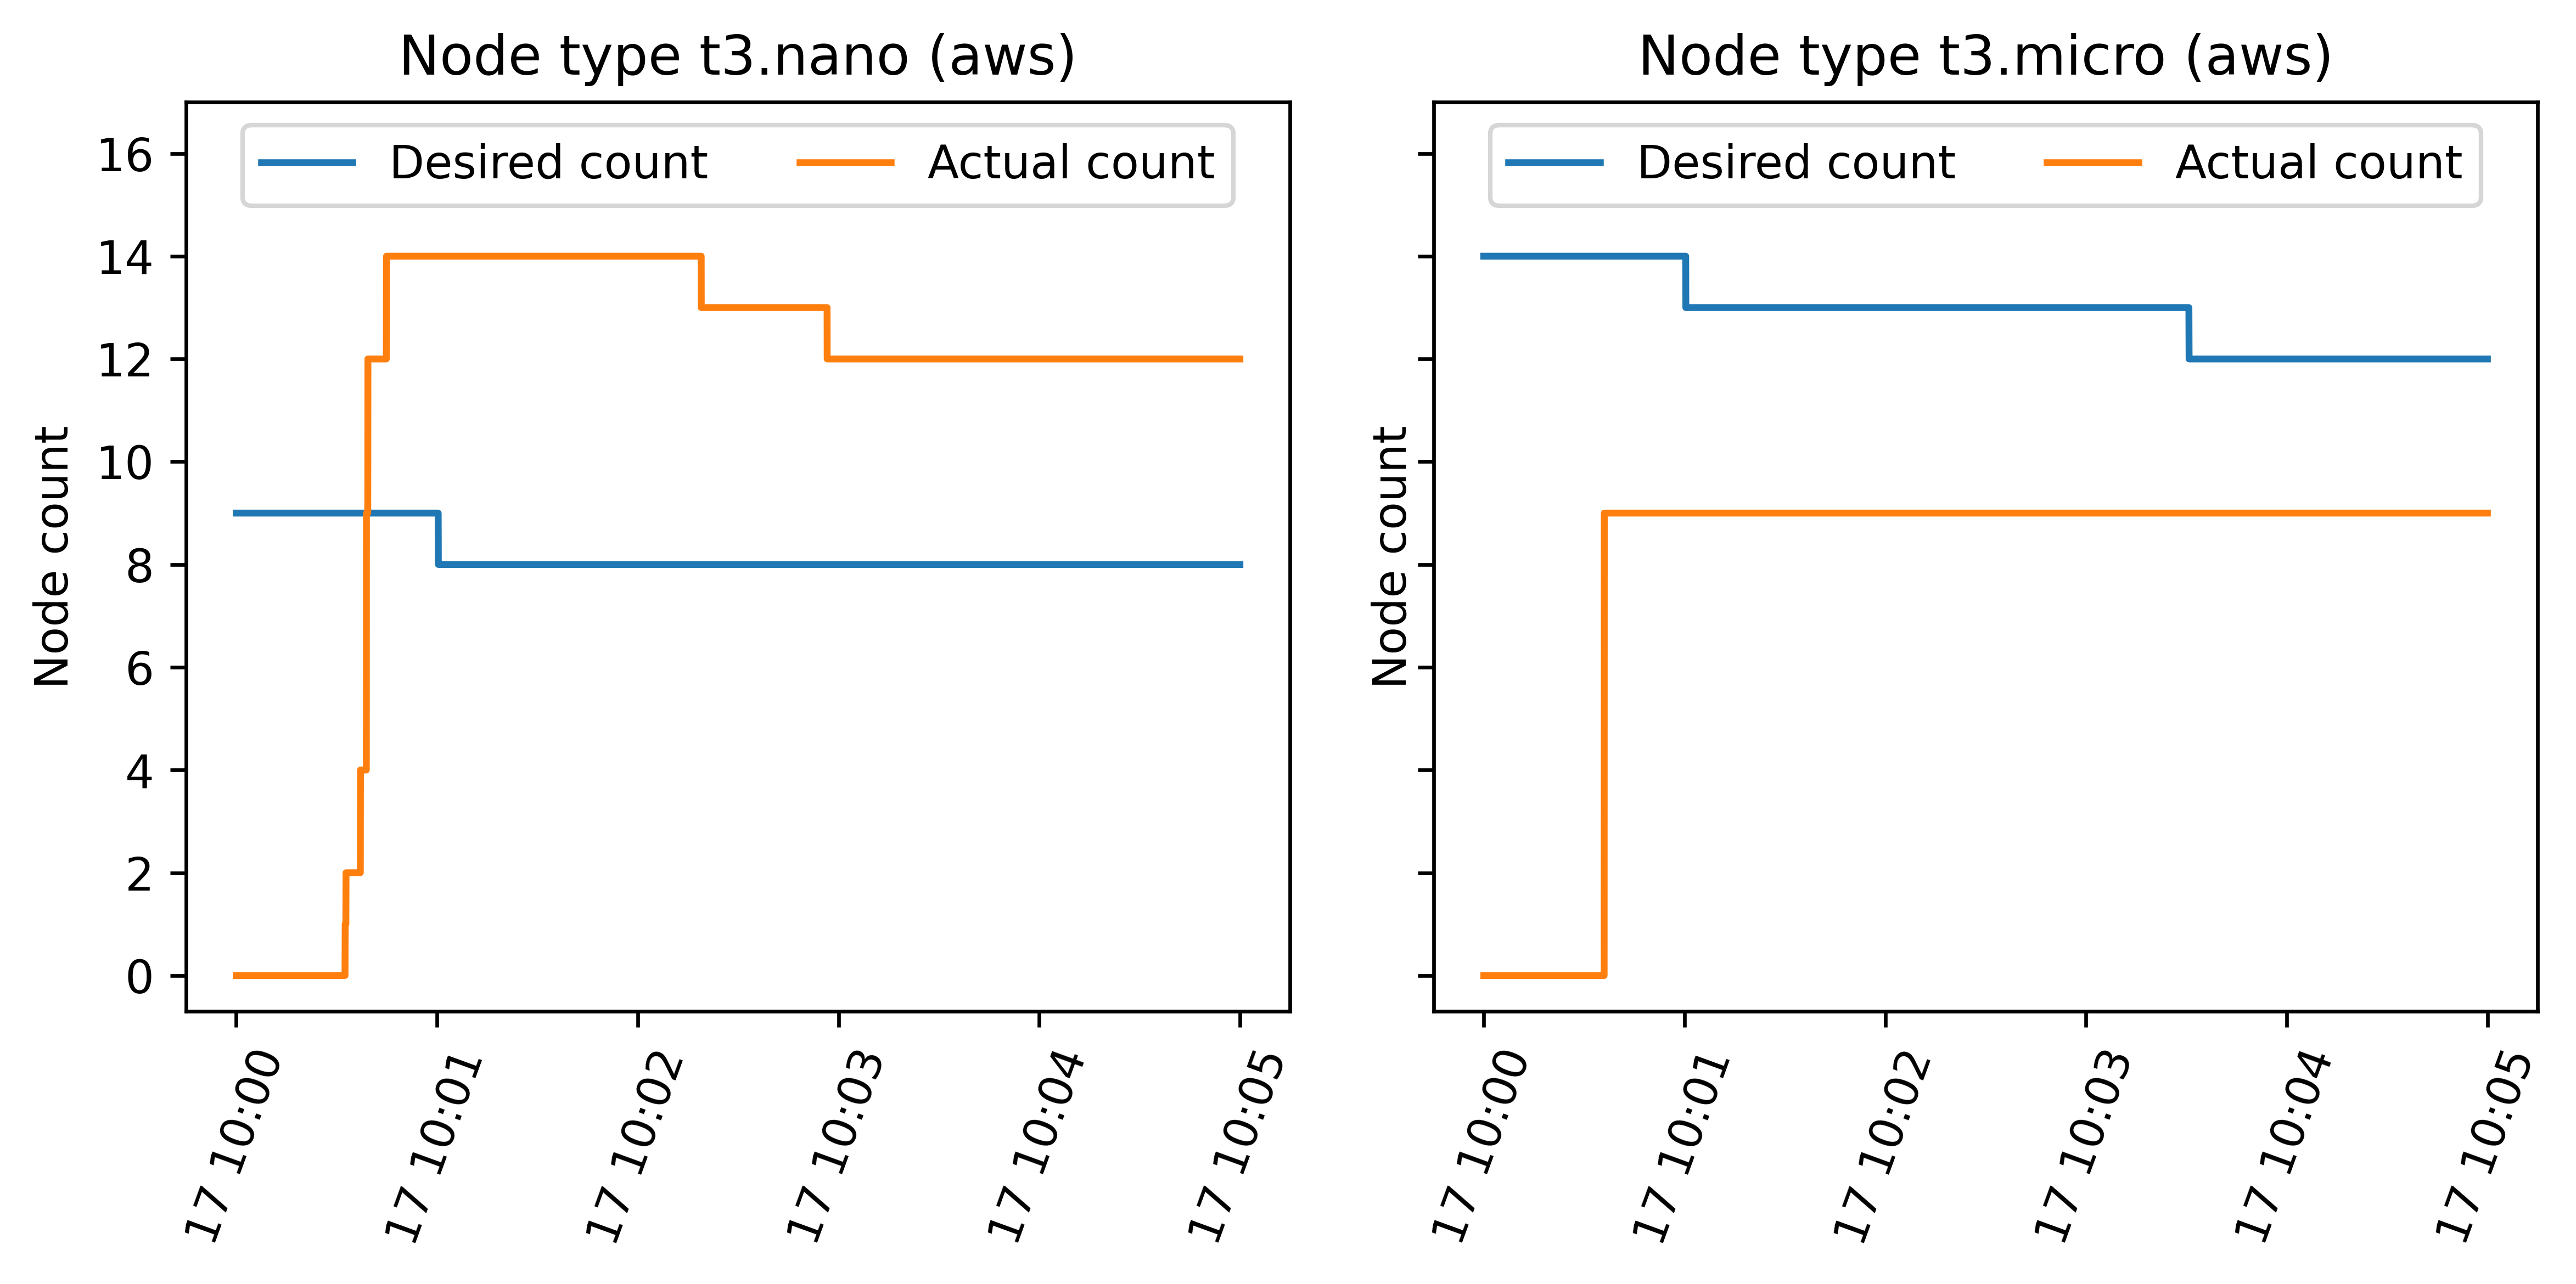 Node type t3.nano (aws)
Desired count
Actual count
16
14
12
10
8
6
4
2
0
Node count
17 10:00
17 10:01
17 10:02
17 10:03
17 10:04
17 10:05
Node type t3.micro (aws)
Desired count
Actual count
Node count
17 10:00
17 10:01
17 10:02
17 10:03
17 10:04
17 10:05